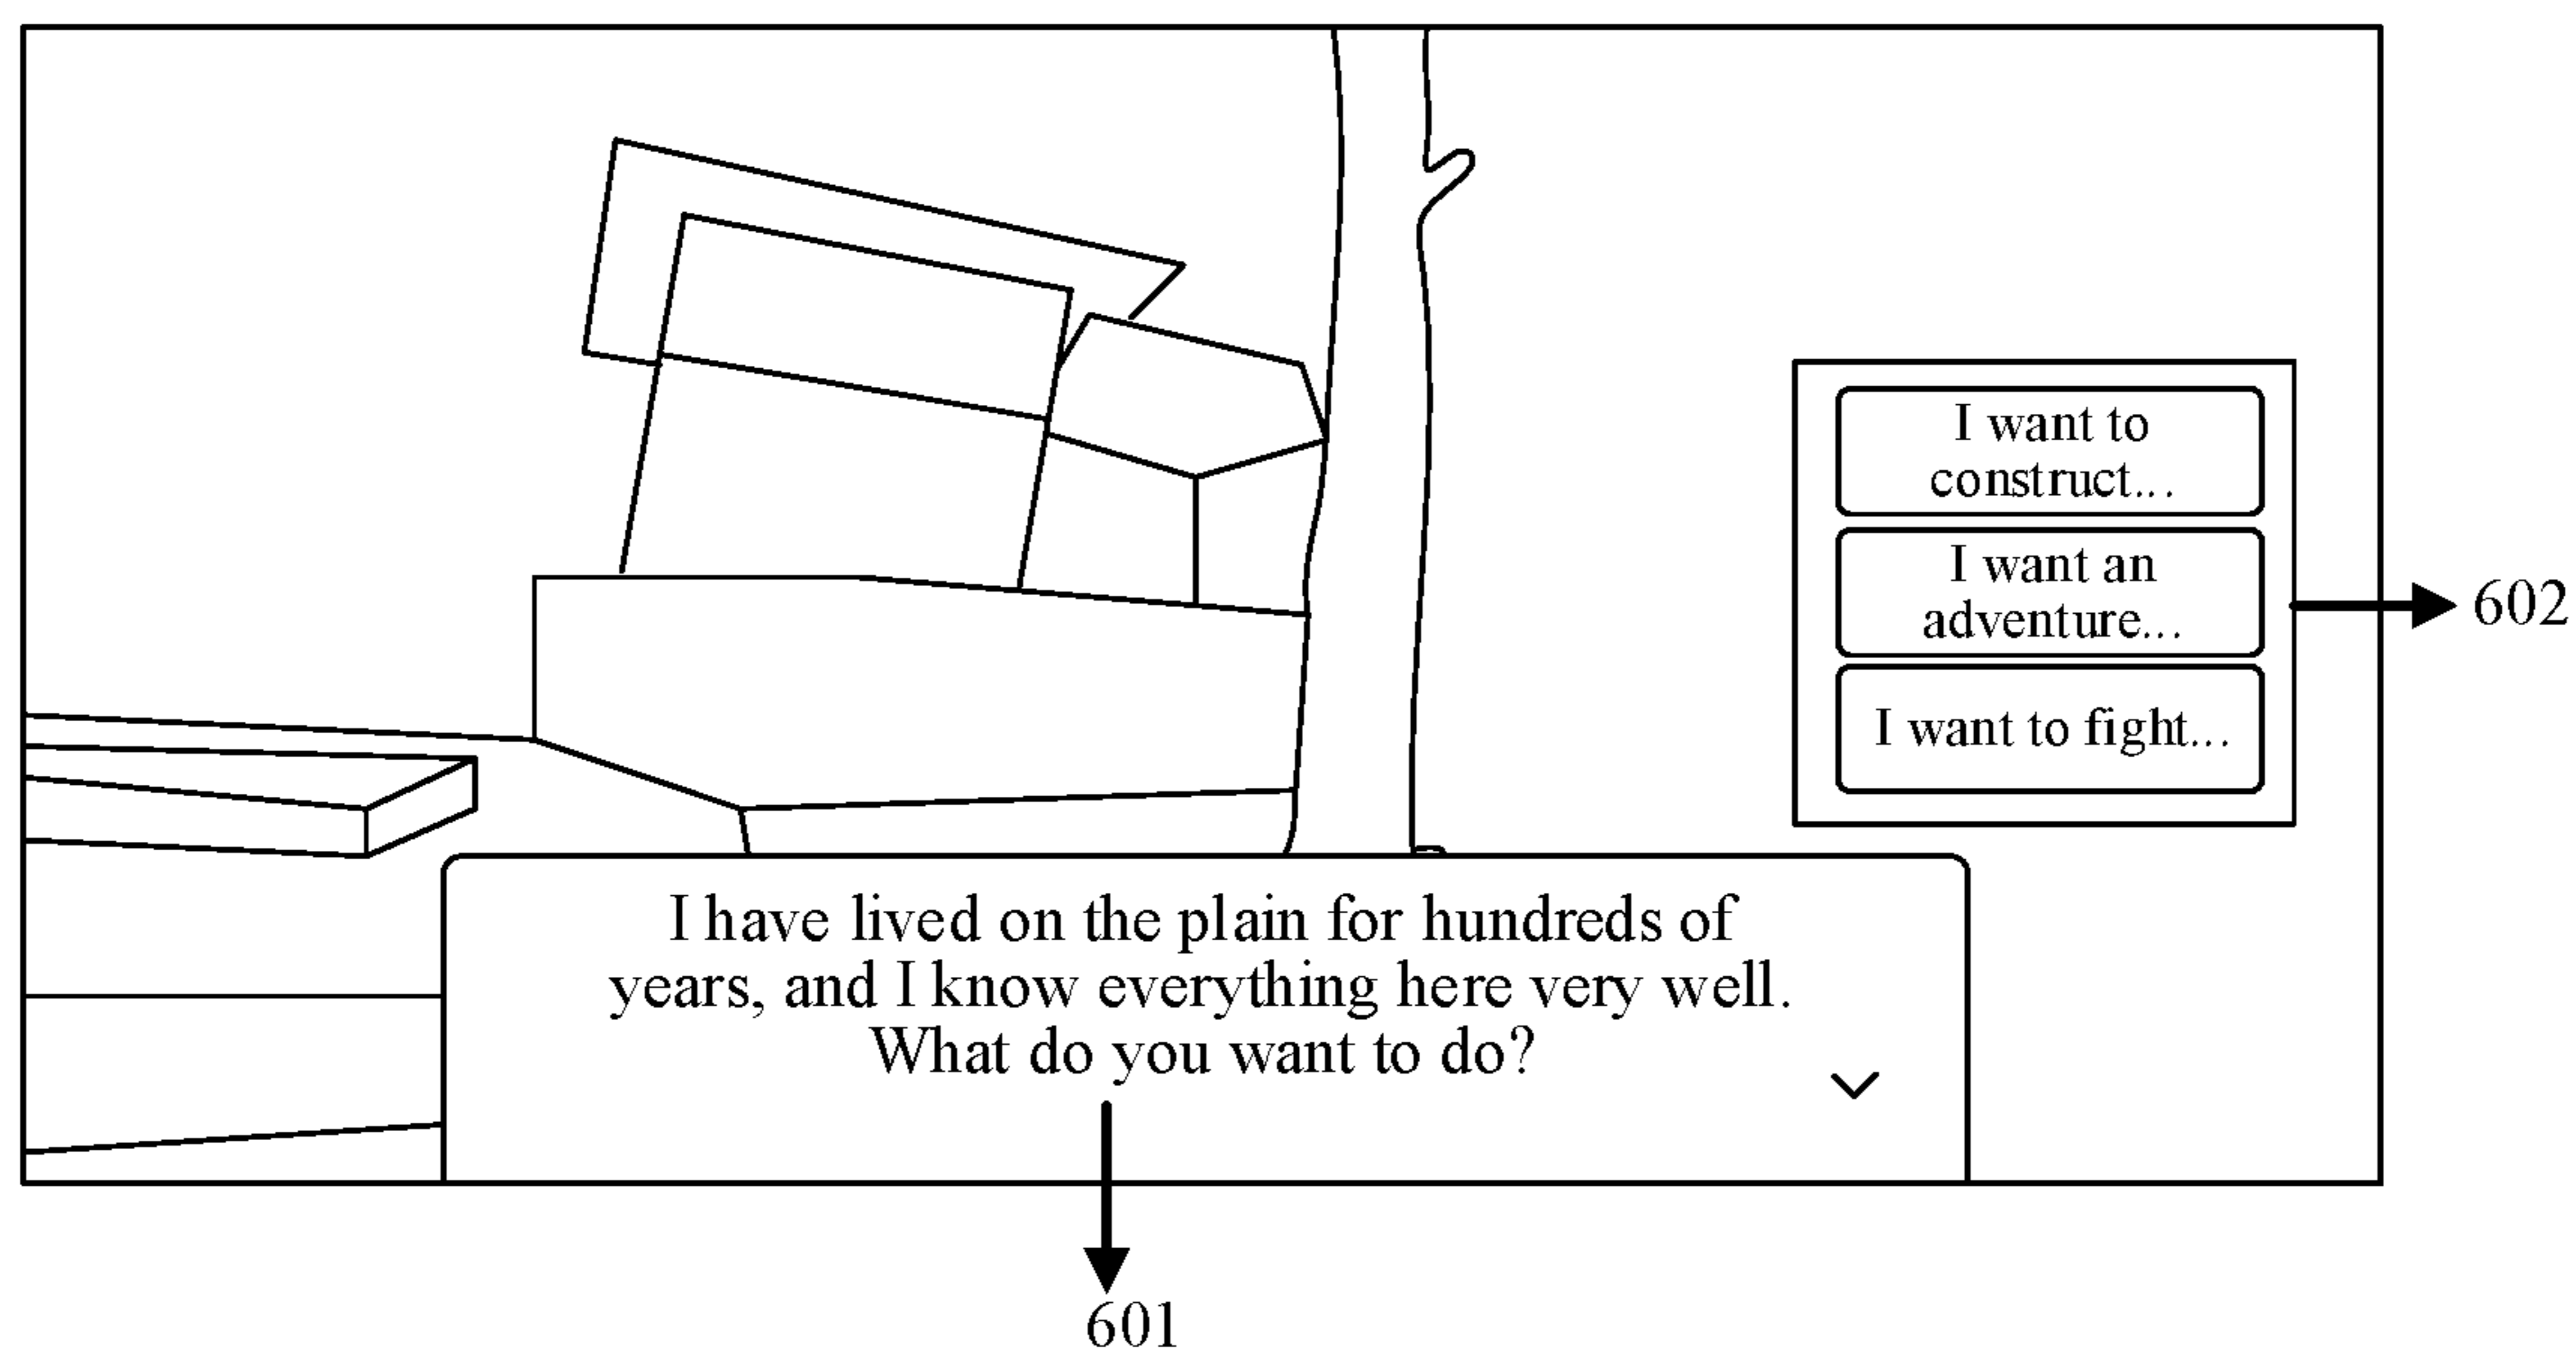 I want to
construct...
I want an
adventure...
I want to fight...
602
I have lived on the plain for hundreds of
years, and I know everything here very well.
What do you want to do?
601